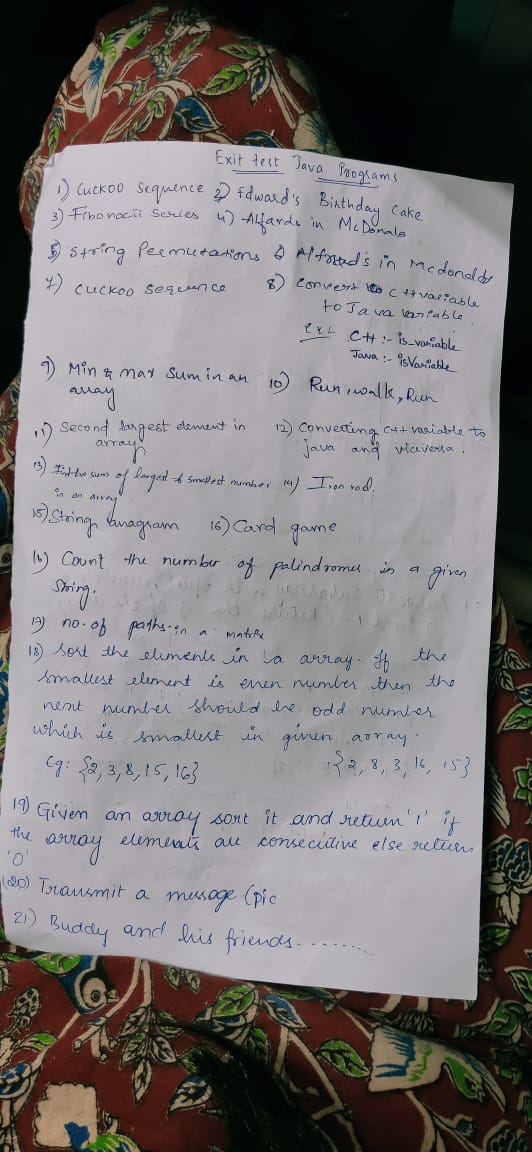 Exit test Java Programs
1) Cuckoo Sequence 2) Edward's Birthday Cake
3) Fibonacii Series 4) Alfards in McDonals
5) String Permutations 6) Alfread's in Mcdonalds
7) Cuckoo Sequence 8) Convert C++ variable
to Java variable
C++ :- is_variable
Java :- isVariable
9) Min & max sum in an
array
10) Run, walk, Run
11) Second largest element in
array
12) Converting C++ variable to
java and viceversa.
13) Find the sum of largest & smallest number
in an array
14) Iron rod.
15) String anagram 16) Card game
16) Count the number of palindromes in a given
String.
17) no. of paths in a matrix
18) Sort the elements in a array. If the
smallest element is even number then the
next number should be odd number
which is smallest in given array.
Eg: {2, 3, 8, 15, 16} {2, 8, 3, 16, 15}
19) Given an array sort it and return '1' if
the array elements are consecutive else return
'0'
20) Transmit a message (pic
21) Buddy and his friends. . . . . . . .